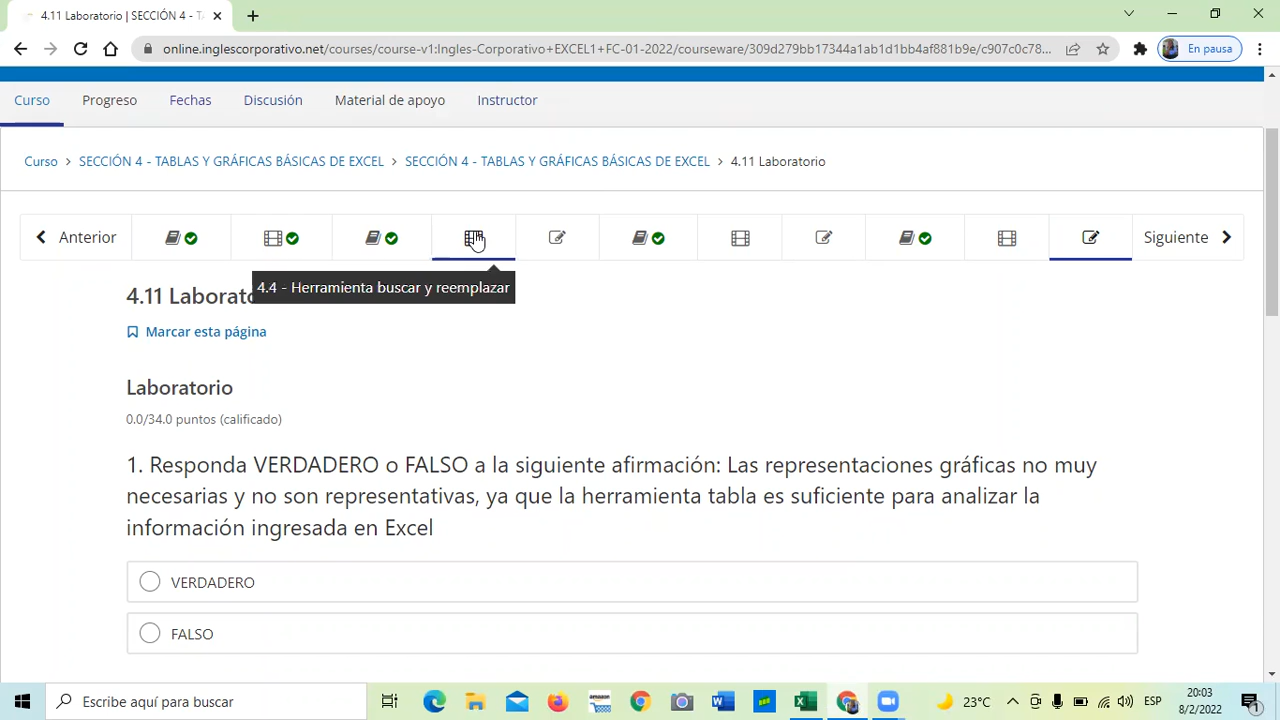 4.11 Laboratorio | SECCIÓN 4 - TA
online.inglescorporativo.net/courses/course-v1:Ingles-Corporativo+EXCEL1+FC-01-2022/courseware/309d279bb17344a1ab1d1bb4af881b9e/c907c0c78...
En pausa
Curso Progreso Fechas Discusión Material de apoyo Instructor
Curso > SECCIÓN 4 - TABLAS Y GRÁFICAS BÁSICAS DE EXCEL > SECCIÓN 4 - TABLAS Y GRÁFICAS BÁSICAS DE EXCEL > 4.11 Laboratorio
Anterior Siguiente
4.4 - Herramienta buscar y reemplazar
4.11 Laborato
Marcar esta página
Laboratorio
0.0/34.0 puntos (calificado)
1. Responda VERDADERO o FALSO a la siguiente afirmación: Las representaciones gráficas no muy
necesarias y no son representativas, ya que la herramienta tabla es suficiente para analizar la
información ingresada en Excel
VERDADERO
FALSO
Escribe aquí para buscar
amazon
23°C
ESP
20:03
8/2/2022
1